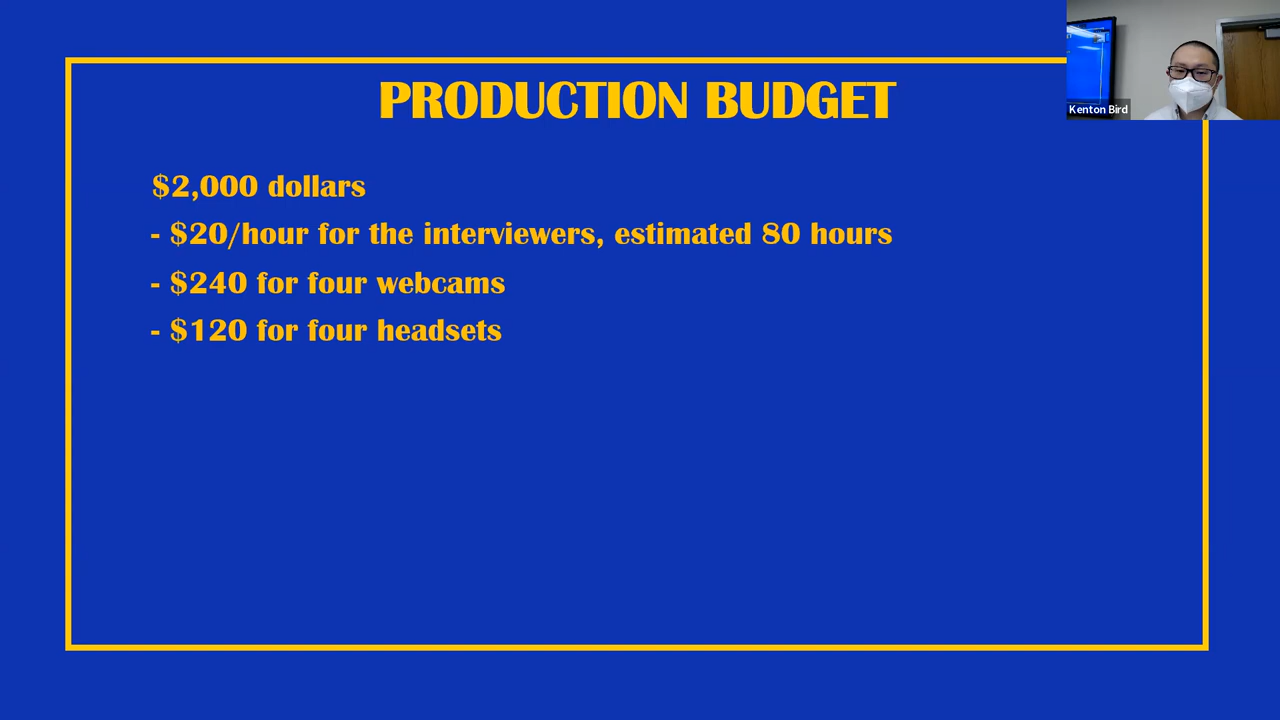 PRODUCTION BUDGET
Kenton Bird
$2,000 dollars
- $20/hour for the interviewers, estimated 80 hours
- $240 for four webcams
- $120 for four headsets